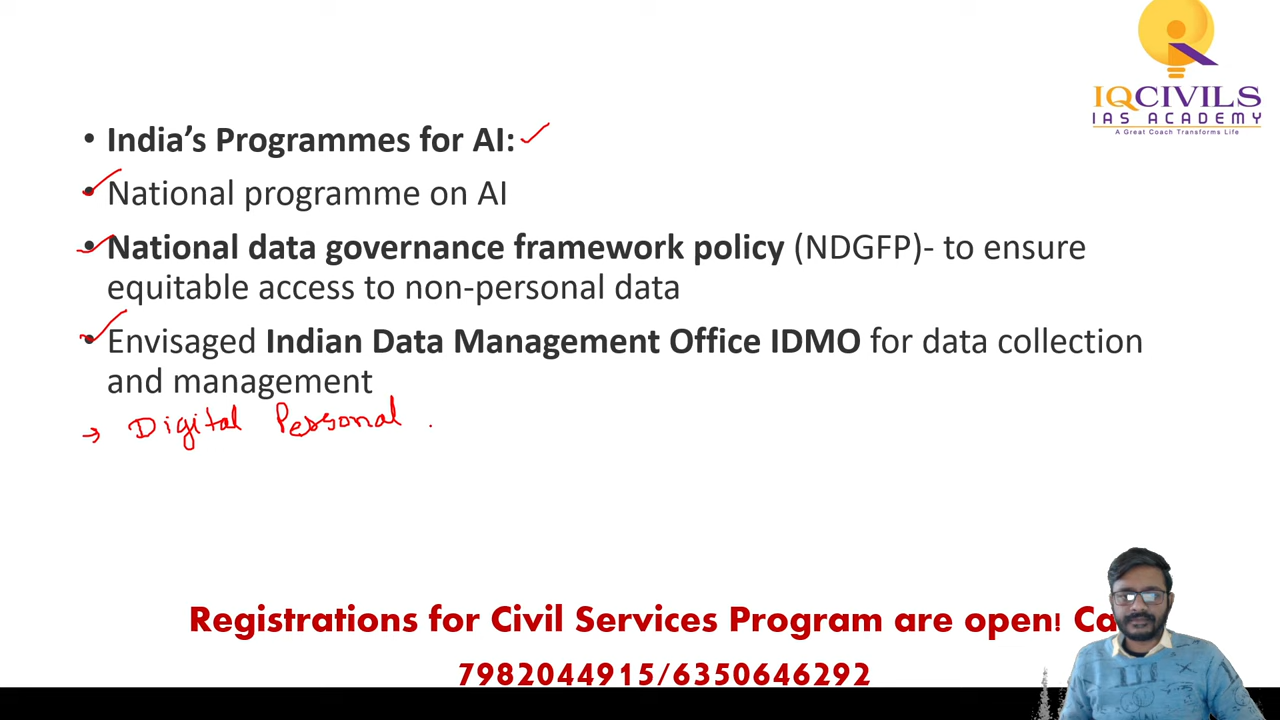 IQCIVILS
IAS ACADEMY
A Great Coach Transforms Life
• India's Programmes for AI:
• National programme on AI
• National data governance framework policy (NDGFP)- to ensure
equitable access to non-personal data
• Envisaged Indian Data Management Office IDMO for data collection
and management
→ Digital Personal .
Registrations for Civil Services Program are open! Ca
7982044915/6350646292